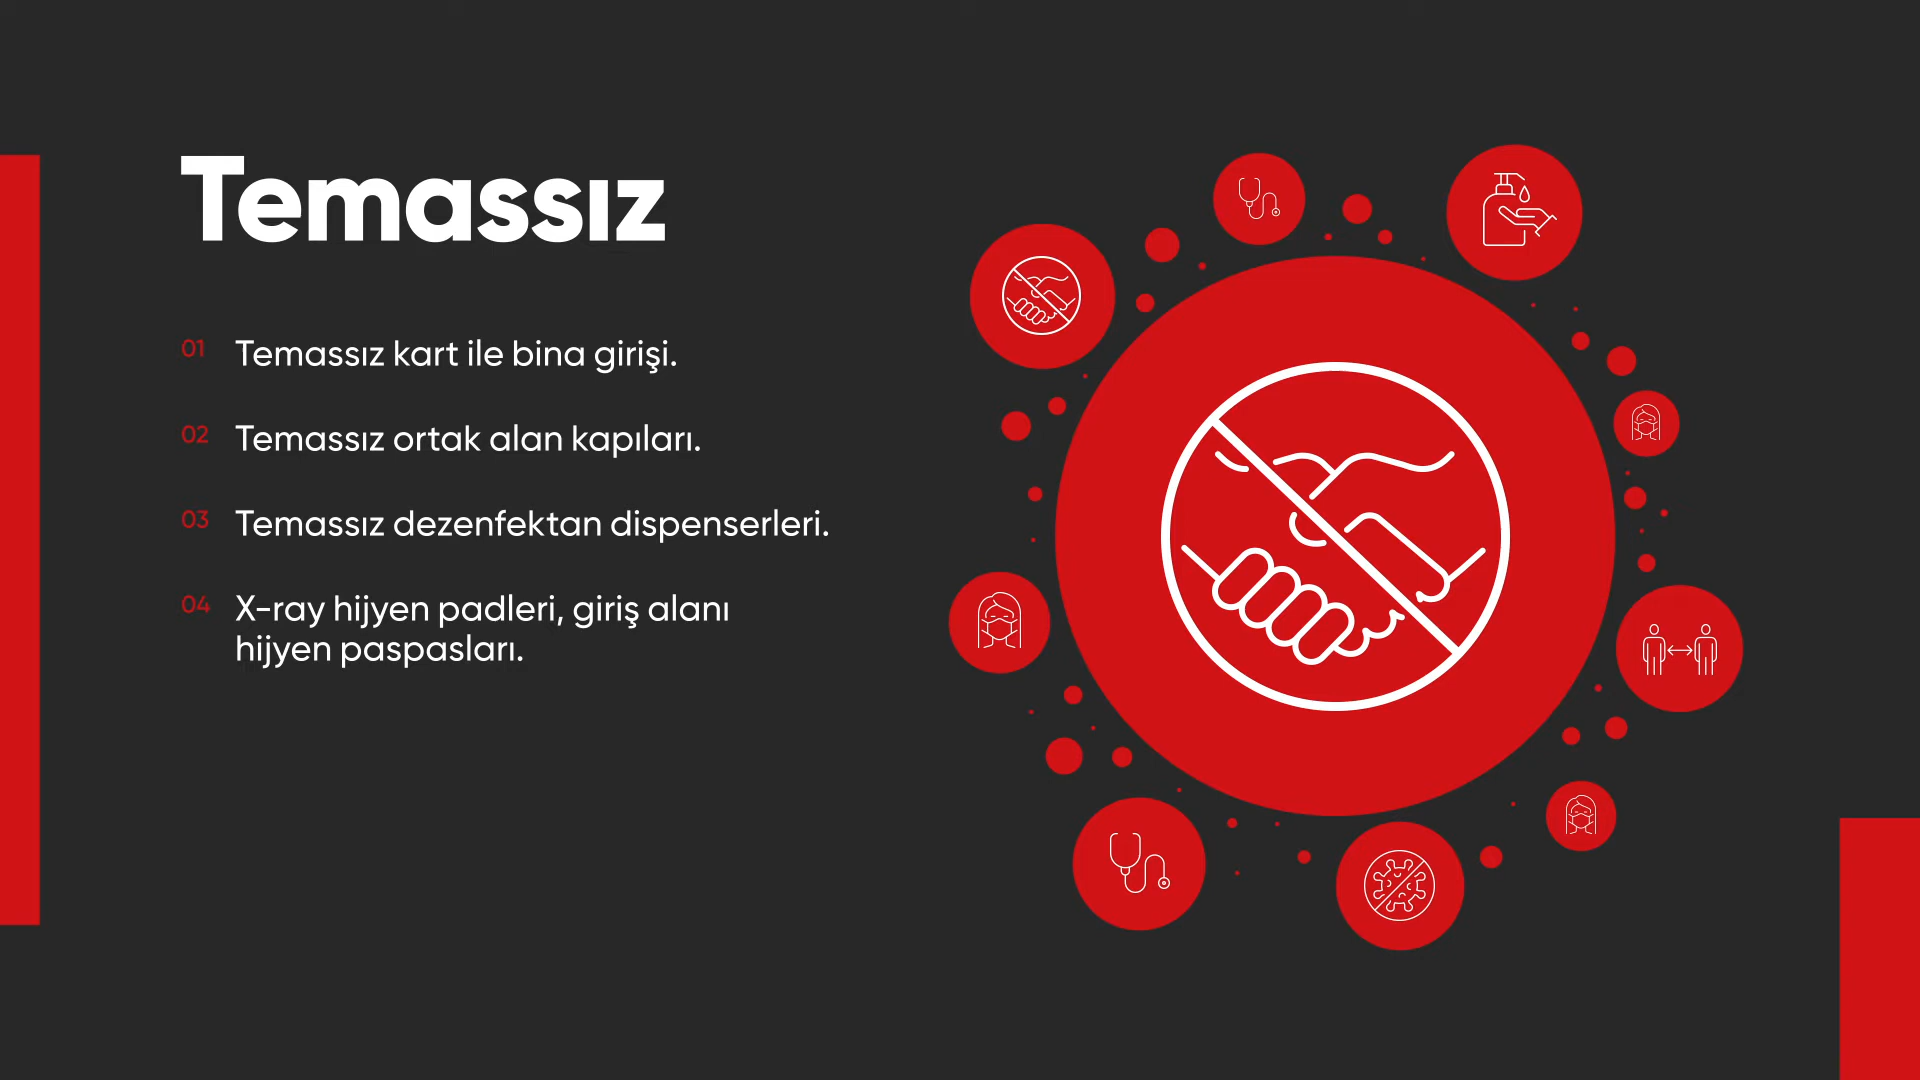 Temassız
01 Temassız kart ile bina girişi.
02 Temassız ortak alan kapıları.
03 Temassız dezenfektan dispenserleri.
04 X-ray hijyen padleri, giriş alanı
hijyen paspasları.